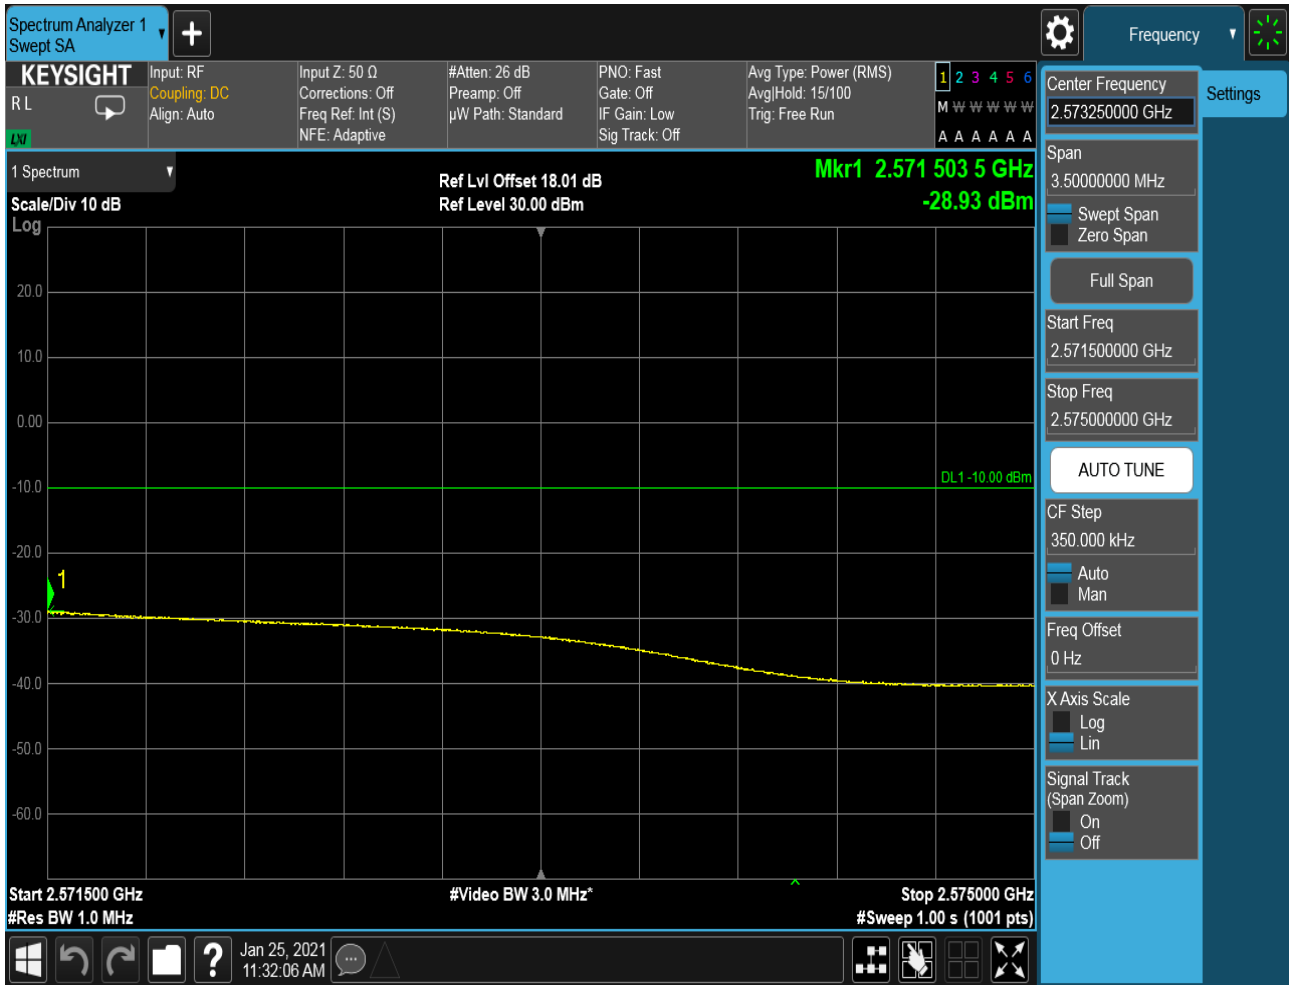 Spectrum Analyzer 1
Swept SA
Frequency
KEYSIGHT
R L
LXI
Input: RF
Coupling: DC
Align: Auto
Input Z: 50 Ω
Corrections: Off
Freq Ref: Int (S)
NFE: Adaptive
#Atten: 26 dB
Preamp: Off
µW Path: Standard
PNO: Fast
Gate: Off
IF Gain: Low
Sig Track: Off
Avg Type: Power (RMS)
Avg|Hold: 15/100
Trig: Free Run
1 2 3 4 5 6
M W W W W W
A A A A A A
1 Spectrum
Scale/Div 10 dB
Log
Ref Lvl Offset 18.01 dB
Ref Level 30.00 dBm
Mkr1 2.571 503 5 GHz
-28.93 dBm
20.0
10.0
0.00
-10.0
-20.0
-30.0
-40.0
-50.0
-60.0
DL1 -10.00 dBm
1
Start 2.571500 GHz
#Res BW 1.0 MHz
#Video BW 3.0 MHz*
Stop 2.575000 GHz
#Sweep 1.00 s (1001 pts)
Jan 25, 2021
11:32:06 AM
Center Frequency
2.573250000 GHz
Settings
Span
3.50000000 MHz
Swept Span
Zero Span
Full Span
Start Freq
2.571500000 GHz
Stop Freq
2.575000000 GHz
AUTO TUNE
CF Step
350.000 kHz
Auto
Man
Freq Offset
0 Hz
X Axis Scale
Log
Lin
Signal Track
(Span Zoom)
On
Off